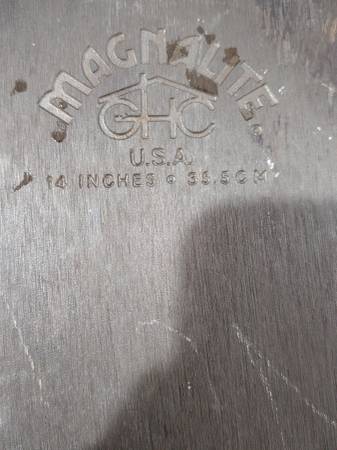 MAGNALITE
GHC
U.S.A.
14 INCHES • 35.5CM